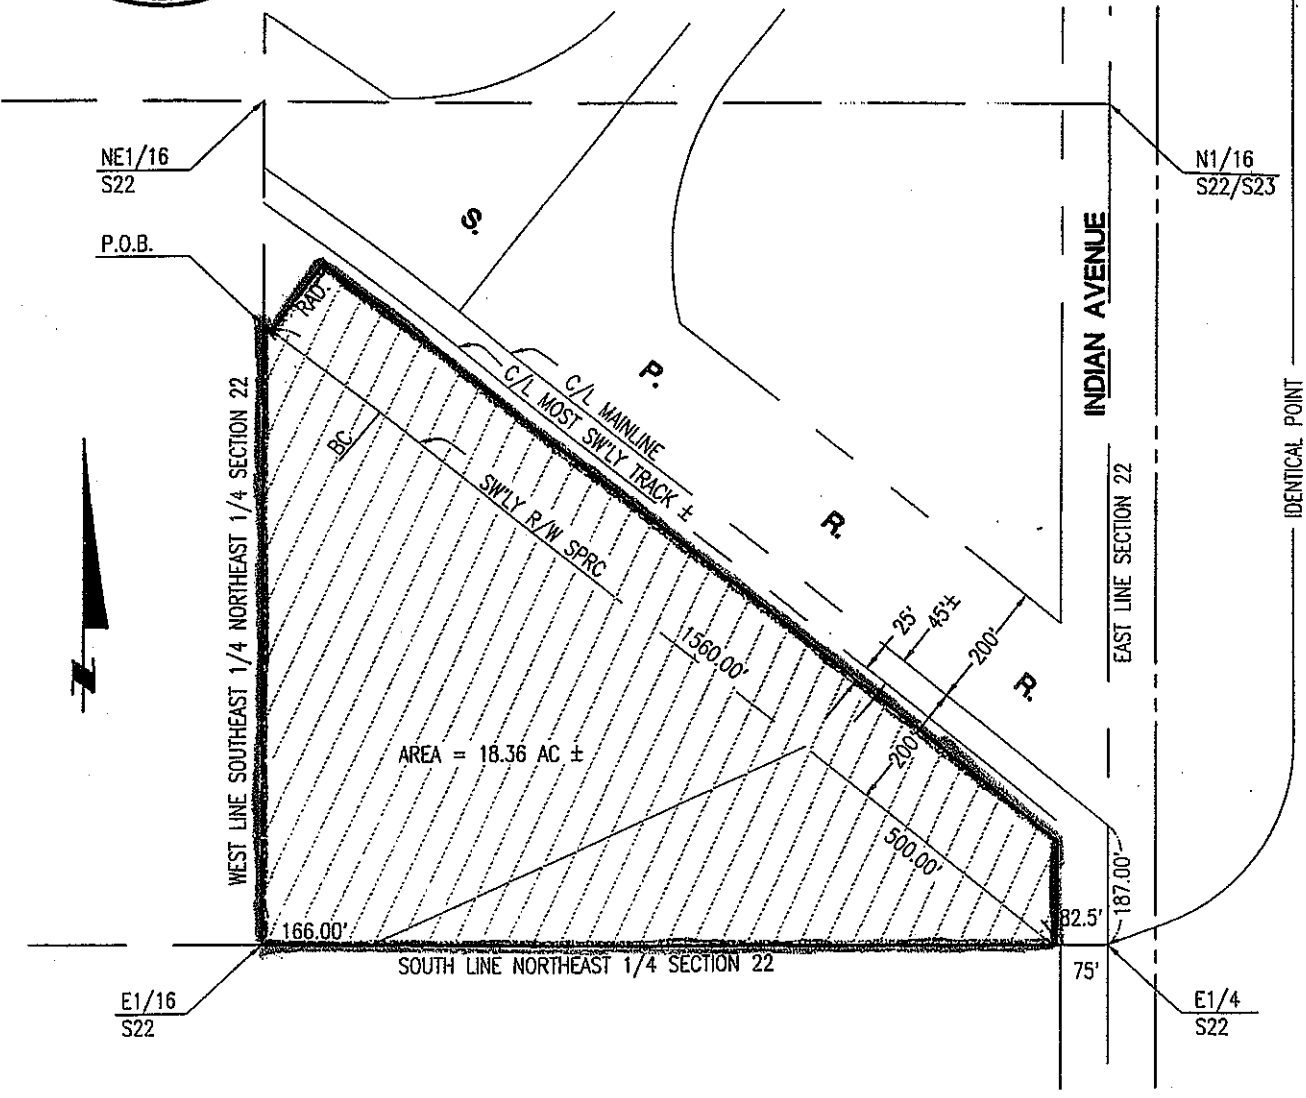 NE1/16
S22
N1/16
S22/S23
P.O.B.
S.
RAD.
INDIAN AVENUE
P.
C/L MAINLINE
C/L MOST SW'LY TRACK ±
WEST LINE SOUTHEAST 1/4 NORTHEAST 1/4 SECTION 22
BC
SW'LY R/W SPRC
IDENTICAL POINT
R.
EAST LINE SECTION 22
25'
45'±
200'
1560.00'
R.
N
AREA = 18.36 AC ±
200'
500.00'
187.00'
166.00'
82.5'
SOUTH LINE NORTHEAST 1/4 SECTION 22
75'
E1/16
S22
E1/4
S22